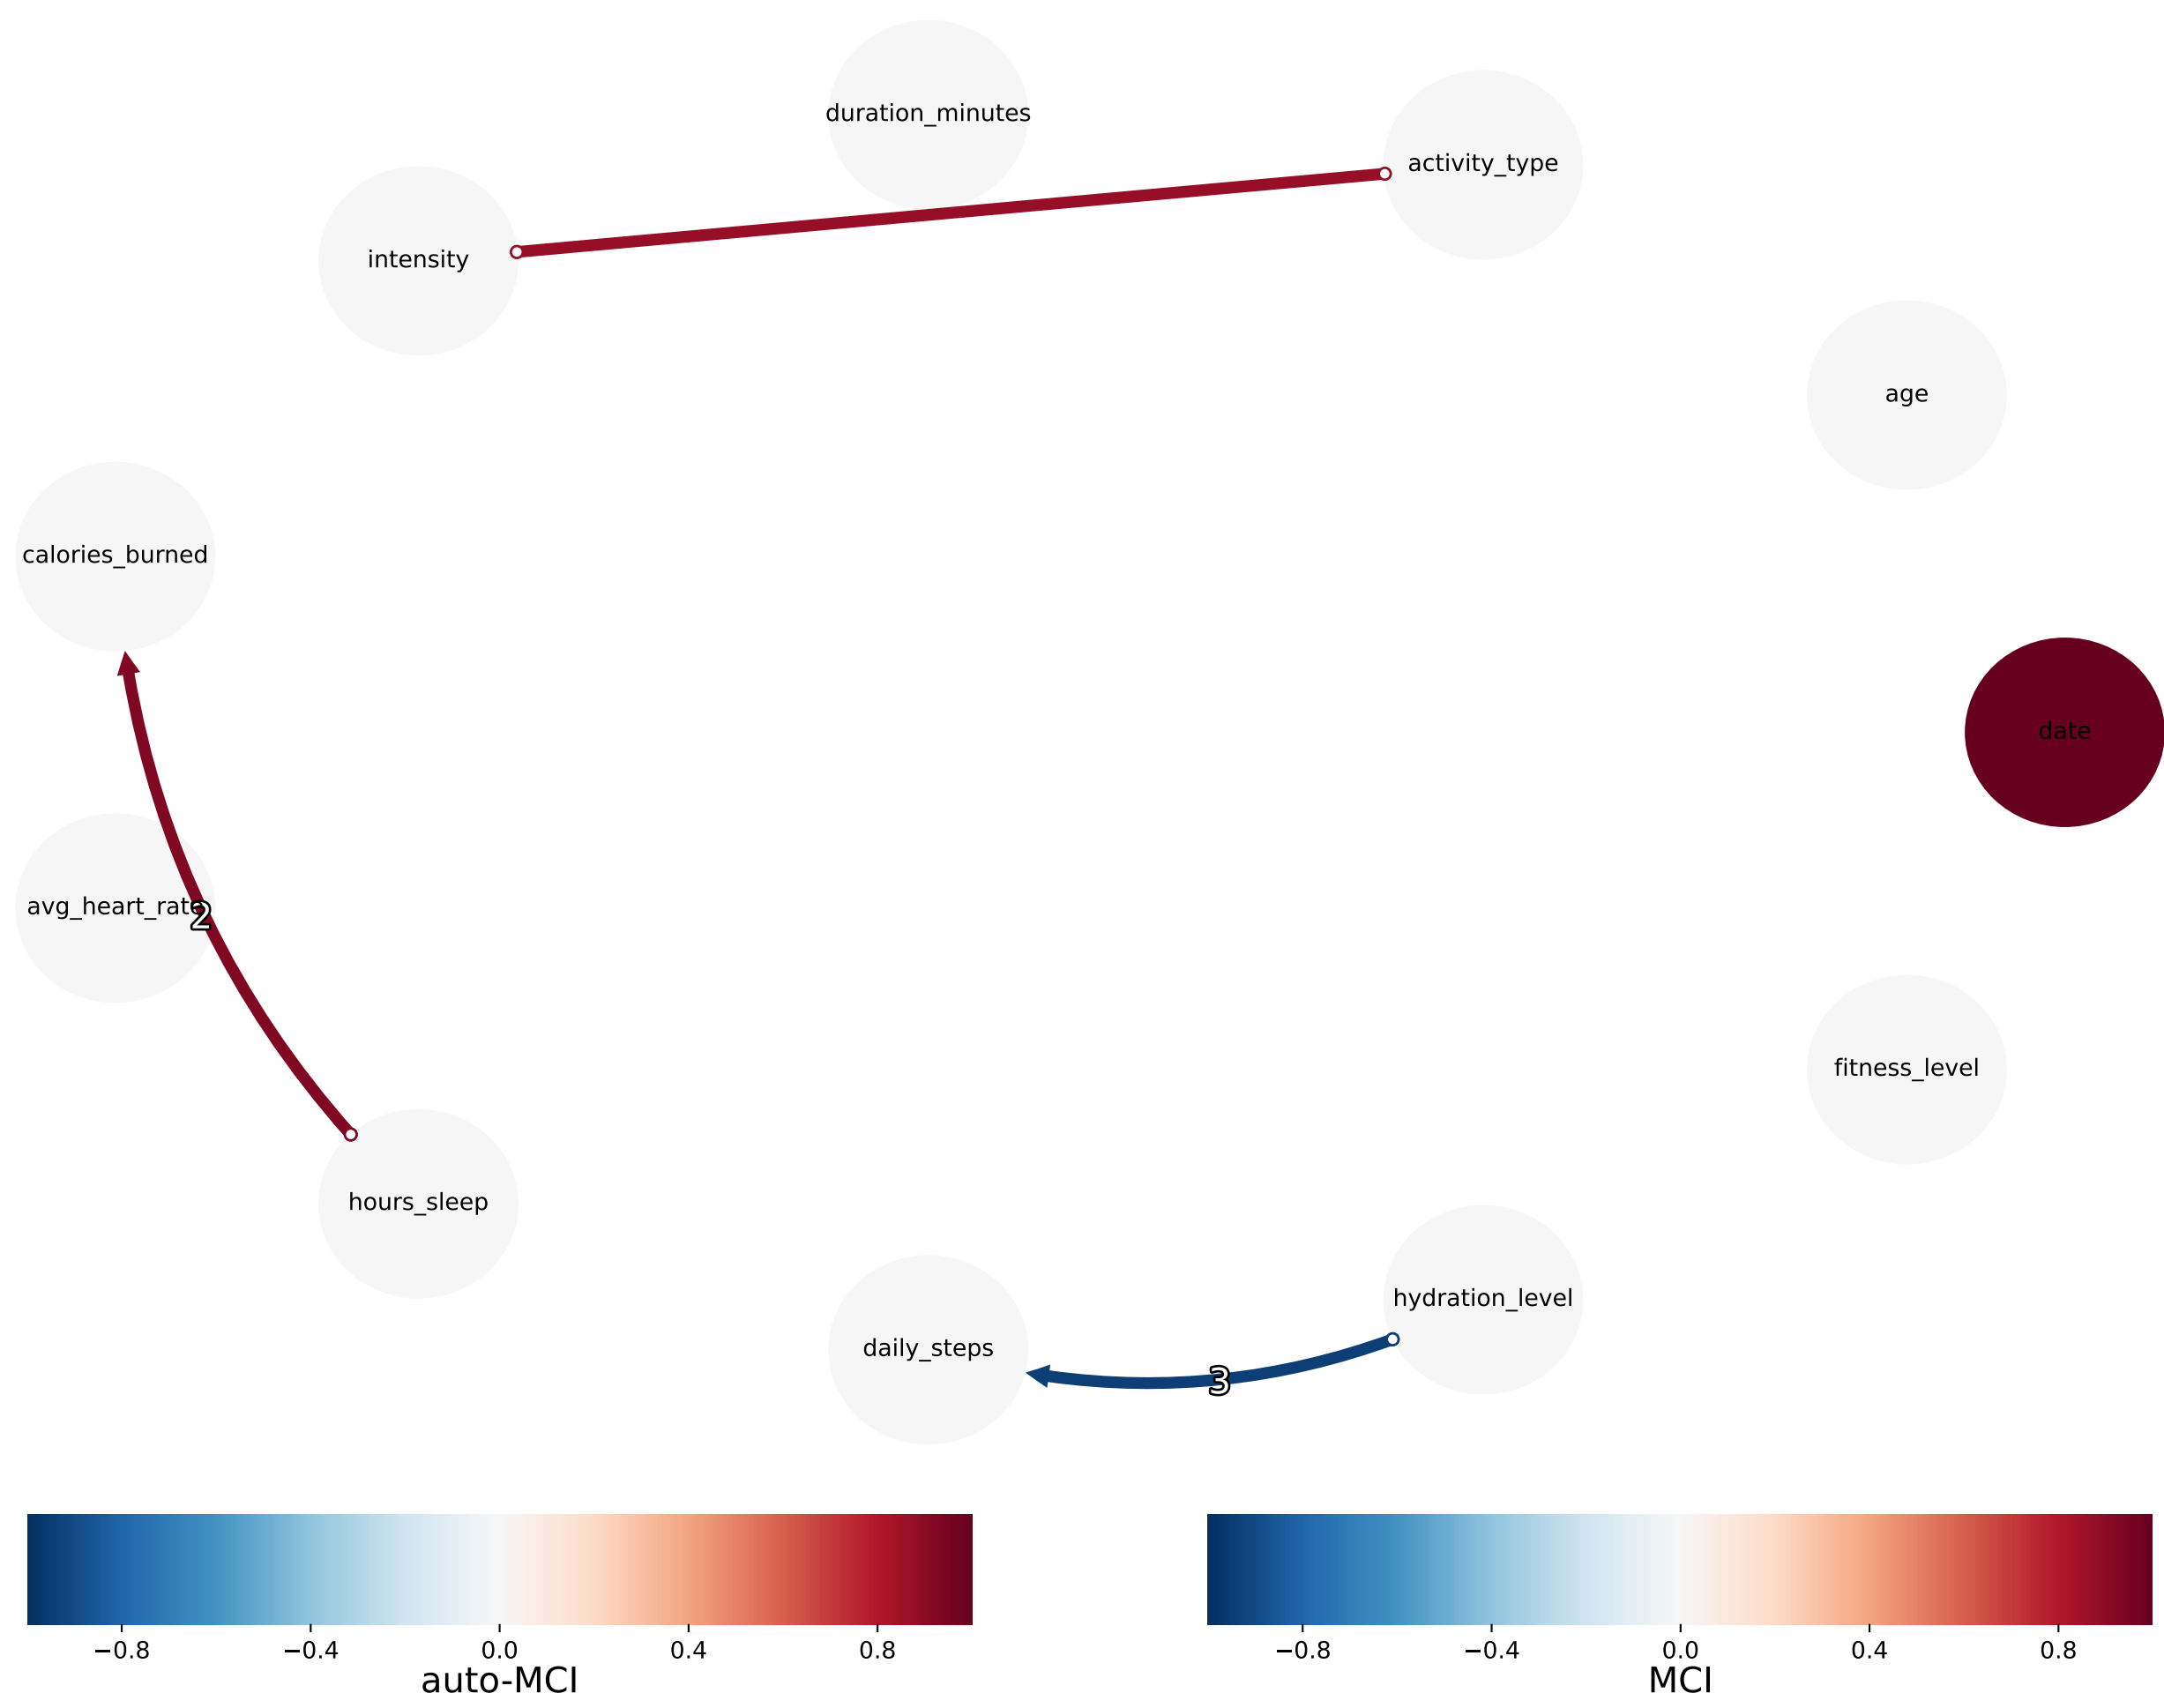 duration_minutes
activity_type
intensity
age
calories_burned
date
avg_heart_rate
2
fitness_level
hours_sleep
hydration_level
daily_steps
3
−0.8 −0.4 0.0 0.4 0.8
auto-MCI
−0.8 −0.4 0.0 0.4 0.8
MCI